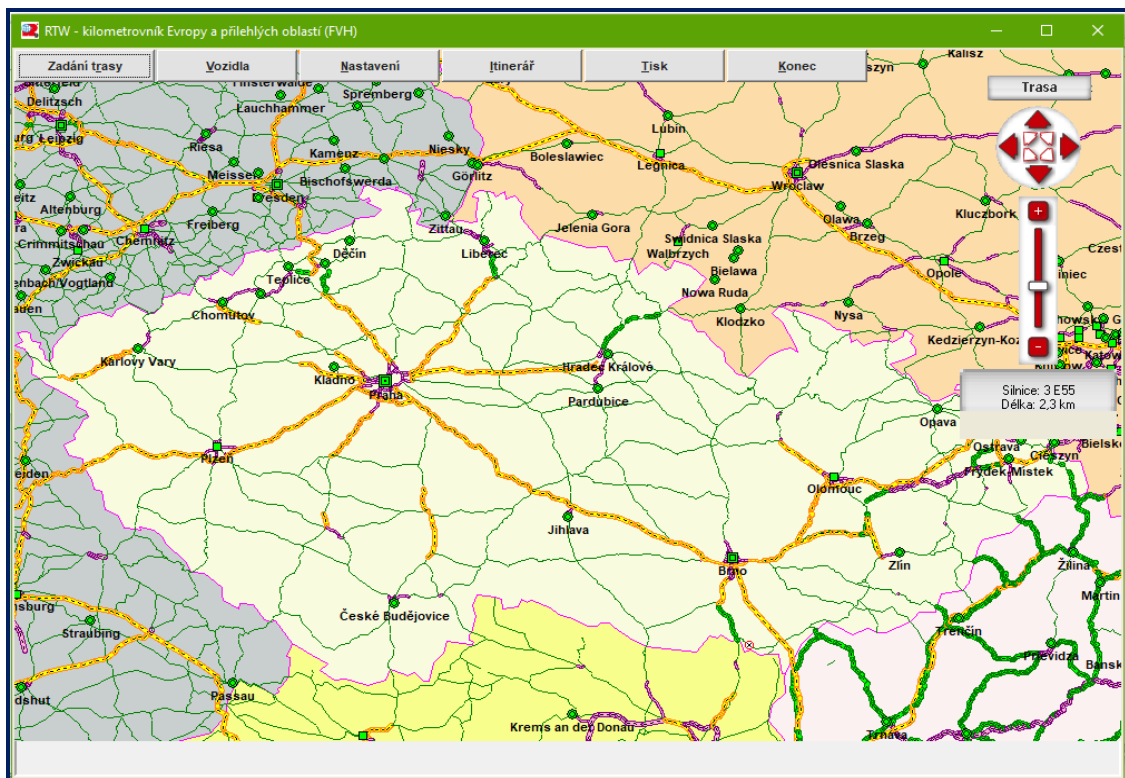 RTW - kilometrovník Evropy a přilehlých oblastí (FVH)
Zadání trasy Vozidla Nastavení Itinerář Tisk Konec
Trasa
Kalisz
Spremberg
Delitzsch
Lauchhammer
Lubin
Leipzig
Riesa
Kamenz
Niesky
Boleslawiec
Legnica
Olesnica Slaska
Meissen
Bischofswerda
Görlitz
Wroclaw
Dresden
Altenburg
Freiberg
Zittau
Jelenia Gora
Olawa
Kluczbork
Crimmitschau
Chemnitz
Děčín
Liberec
Swidnica Slaska
Brzeg
Zwickau
Walbrzych
Teplice
Bielawa
Opole
Nowa Ruda
Chomutov
Klodzko
Nysa
Karlovy Vary
Hradec Králové
Kladno
Praha
Pardubice
Silnice: 3 E55
Délka: 2,3 km
Opava
Plzeň
Ostrava
Cieszyn
Frýdek Místek
Olomouc
Jihlava
Brno
Zlín
Žilina
Martin
České Budějovice
Straubing
Trenčín
Prievidza
Passau
Krems an der Donau
Trnava